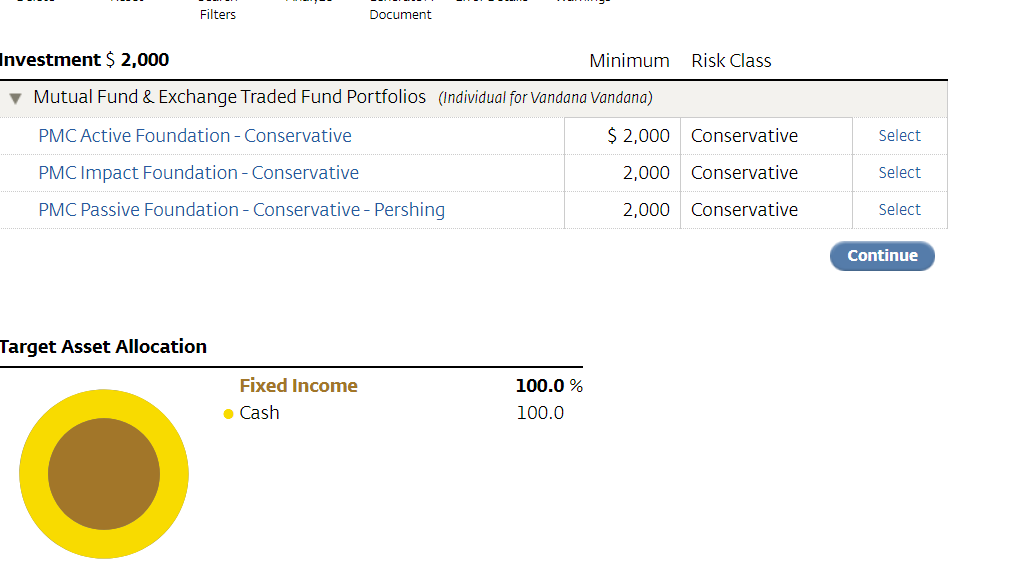 Filters
Document
Investment $ 2,000 Minimum Risk Class
Mutual Fund & Exchange Traded Fund Portfolios (Individual for Vandana Vandana)
PMC Active Foundation - Conservative $ 2,000 Conservative Select
PMC Impact Foundation - Conservative 2,000 Conservative Select
PMC Passive Foundation - Conservative - Pershing 2,000 Conservative Select
Continue
Target Asset Allocation
Fixed Income 100.0 %
Cash 100.0